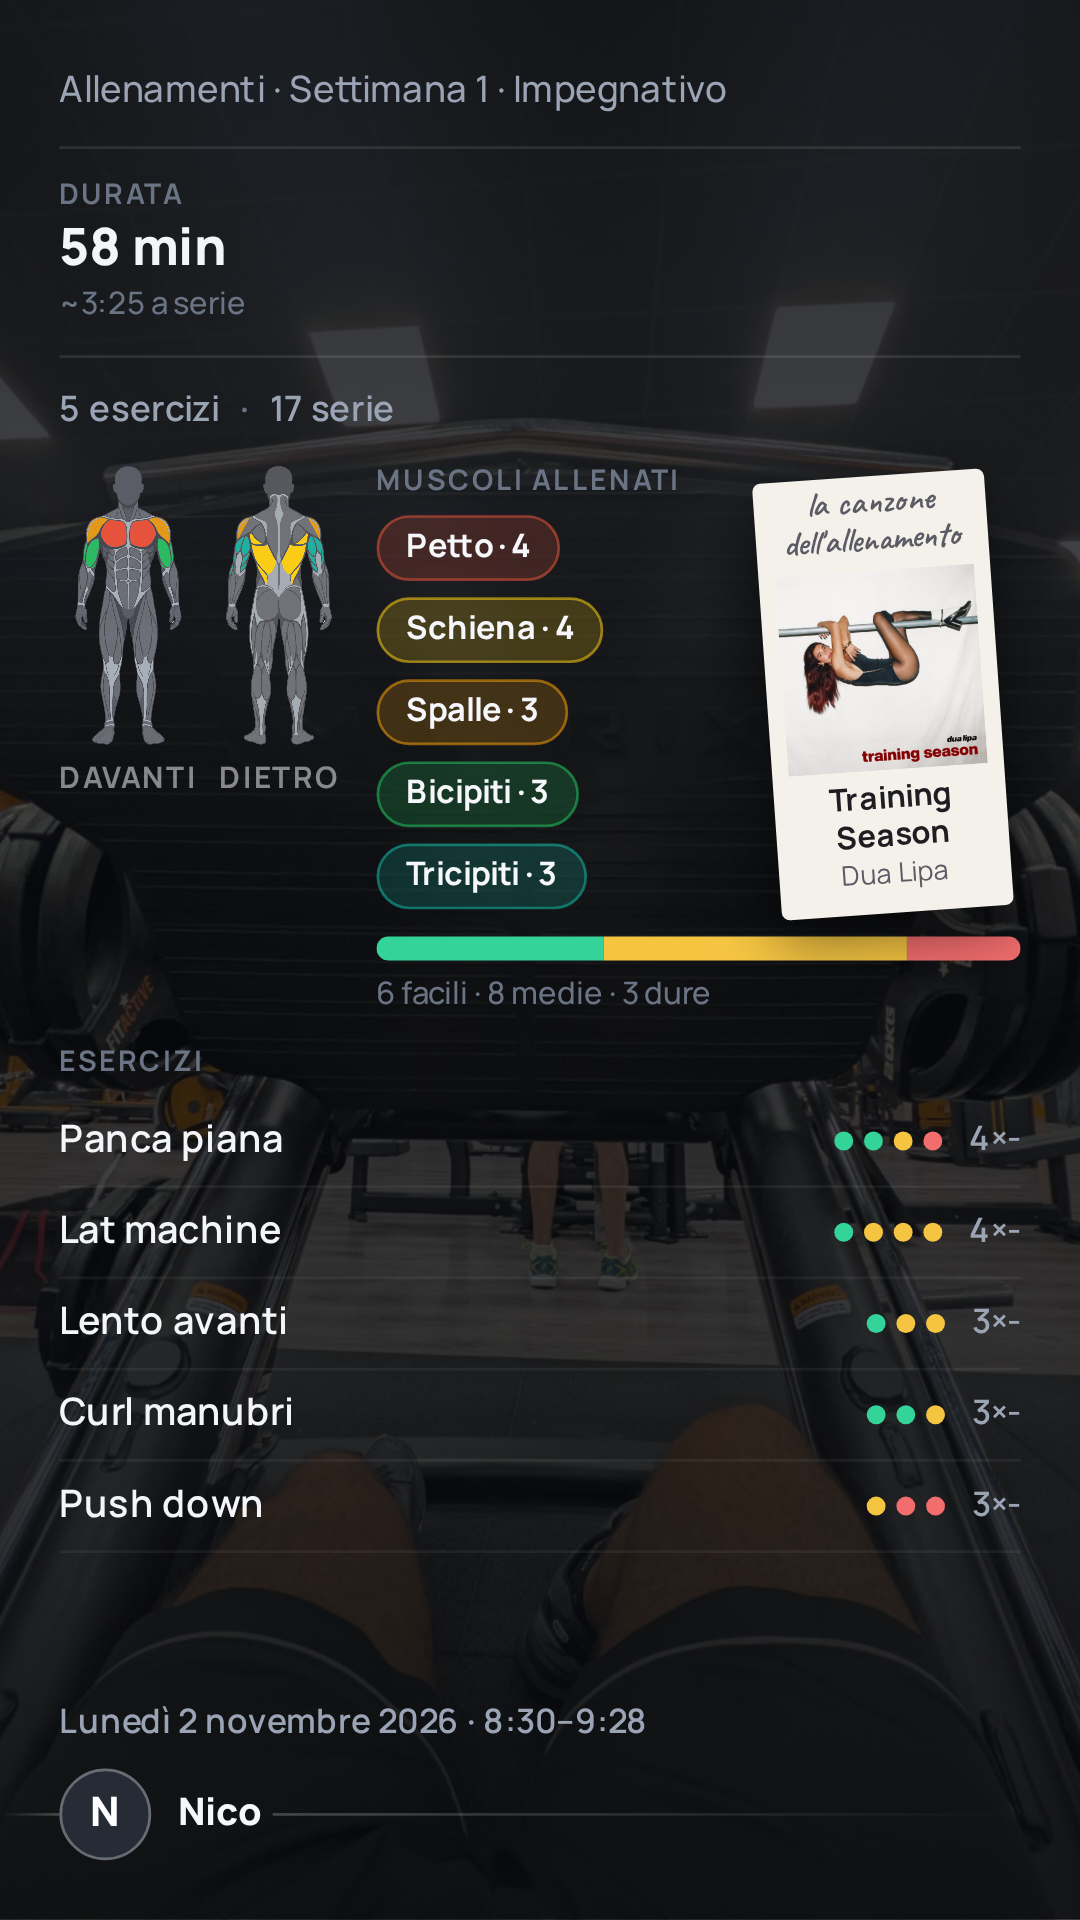 Allenamenti · Settimana 1 · Impegnativo
DURATA
58 min
~3:25 a serie
5 esercizi · 17 serie
DAVANTI DIETRO
MUSCOLI ALLENATI
Petto · 4
Schiena · 4
Spalle · 3
Bicipiti · 3
Tricipiti · 3
la canzone
dell'allenamento
dua lipa
training season
Training
Season
Dua Lipa
6 facili · 8 medie · 3 dure
FITACTIVE
20KG
ESERCIZI
Panca piana 4×-
Lat machine 4×-
Lento avanti 3×-
Curl manubri 3×-
Push down 3×-
Lunedì 2 novembre 2026 · 8:30–9:28
N Nico